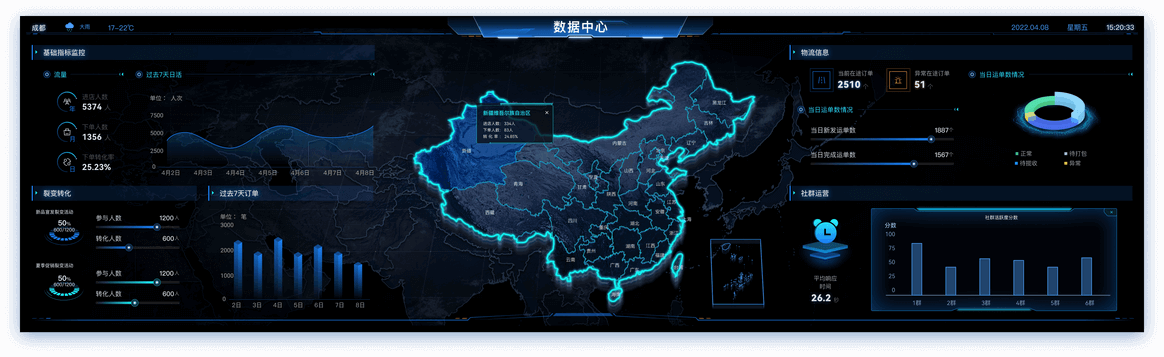 成都 大雨 17~22℃
数据中心
2022.04.08 星期五 15:20:33
基础指标监控
流量
进店人数
5374 人
下单人数
1356 人
下单转化率
25.23%
年
月
日
过去7天日活
单位： 人次
7500
5000
2500
0
4月2日 4月3日 4月4日 4月5日 4月6日 4月7日 4月8日
裂变转化
新品首发裂变活动
50%
600/1200
参与人数 1200人
转化人数 600人
夏季促销裂变活动
50%
600/1200
参与人数 1200人
转化人数 600人
过去7天订单
单位： 笔
3000
2000
1000
0
2日 3日 4日 5日 6日 7日 8日
新疆维吾尔族自治区 ×
进店人数： 334人
下单人数： 83人
转 化 率： 24.85%
新疆
西藏
青海
甘肃
内蒙古
黑龙江
吉林
辽宁
河北
山西
山东
宁夏
陕西
河南
江苏
安徽
上海
四川
重庆
湖北
浙江
湖南
江西
福建
贵州
云南
广西
台湾
海南
物流信息
当前在途订单
2510 个
异常在途订单
51 个
当日运单数情况
当日新发运单数 1887个
当日完成运单数 1567个
当日运单数情况
正常 待打包
待揽收 异常
社群运营
平均响应
时间
26.2 秒
社群活跃度分数
分数
100
75
50
25
0
1群 2群 3群 4群 5群 6群